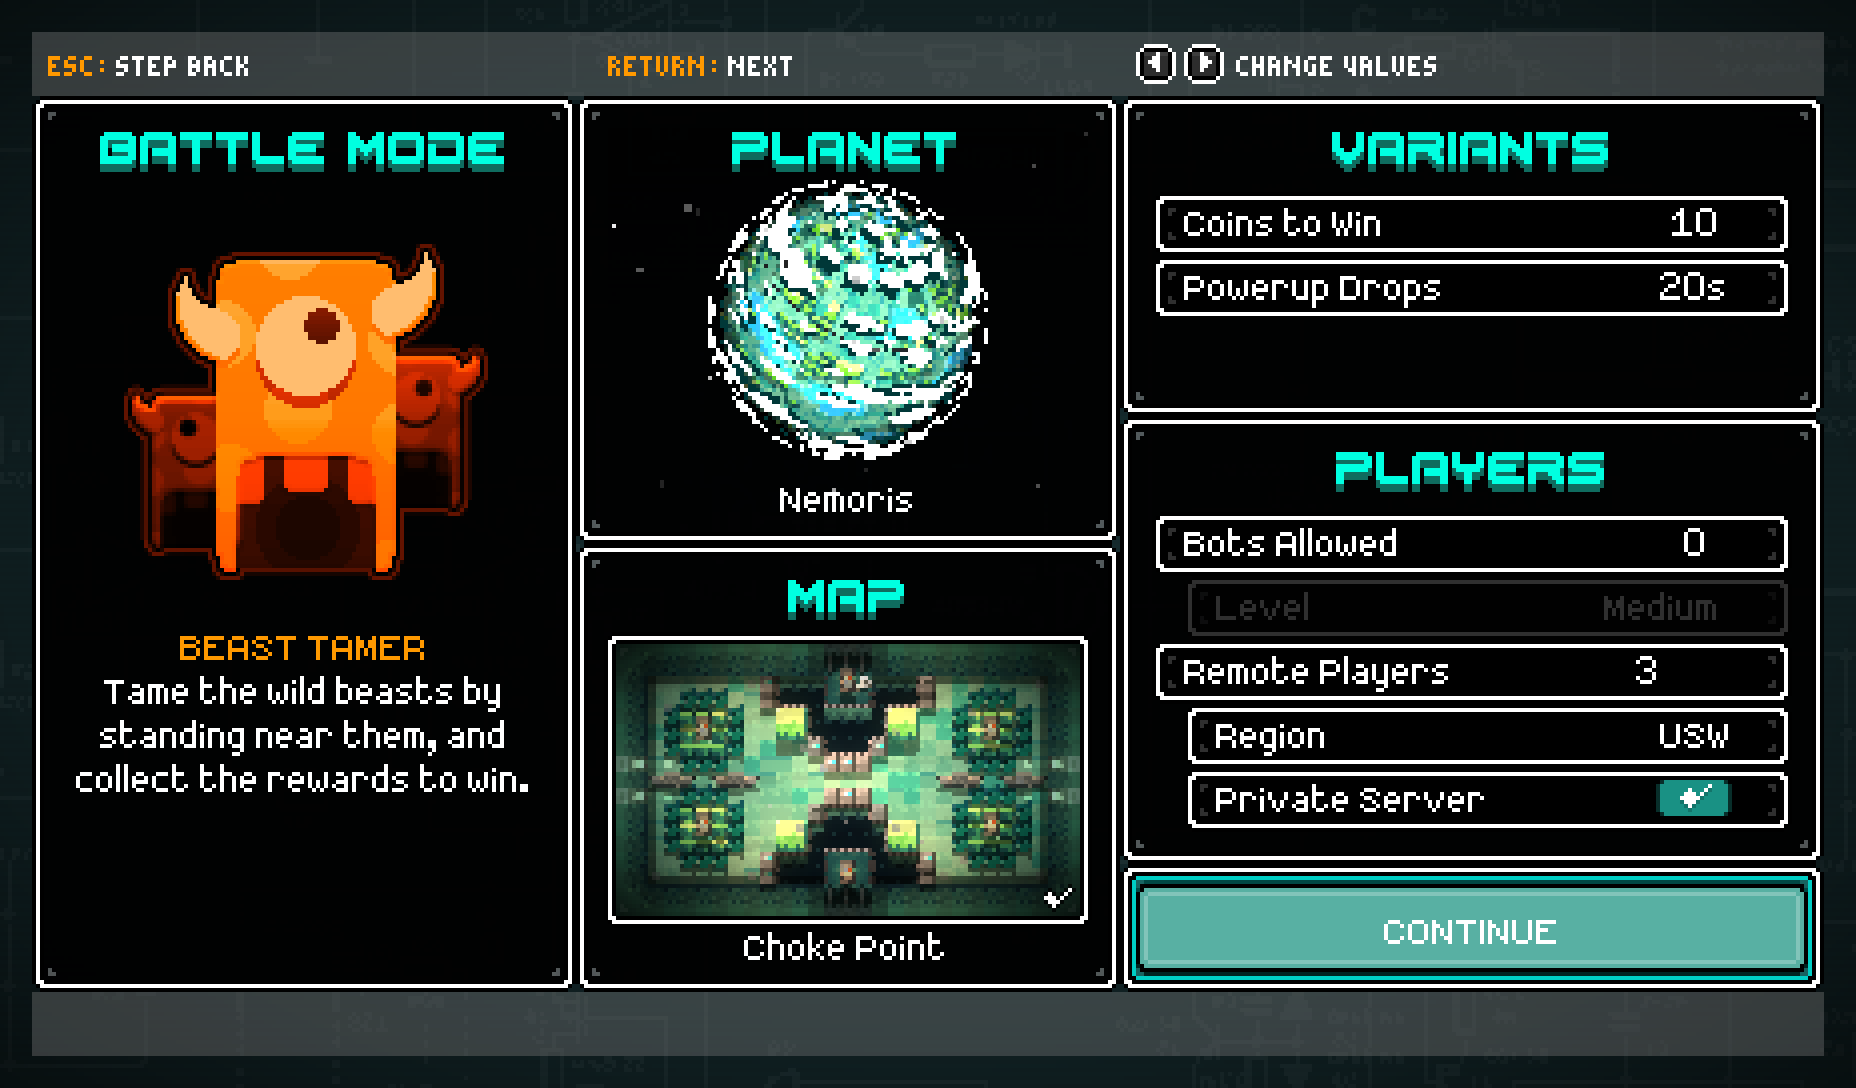 ESC: STEP BACK
RETURN: NEXT
CHANGE VALUES
BATTLE MODE
BEAST TAMER
Tame the wild beasts by
standing near them, and
collect the rewards to win.
PLANET
Nemoris
MAP
Choke Point
VARIANTS
Coins to Win 10
Powerup Drops 20s
PLAYERS
Bots Allowed 0
Level Medium
Remote Players 3
Region USW
Private Server
CONTINUE